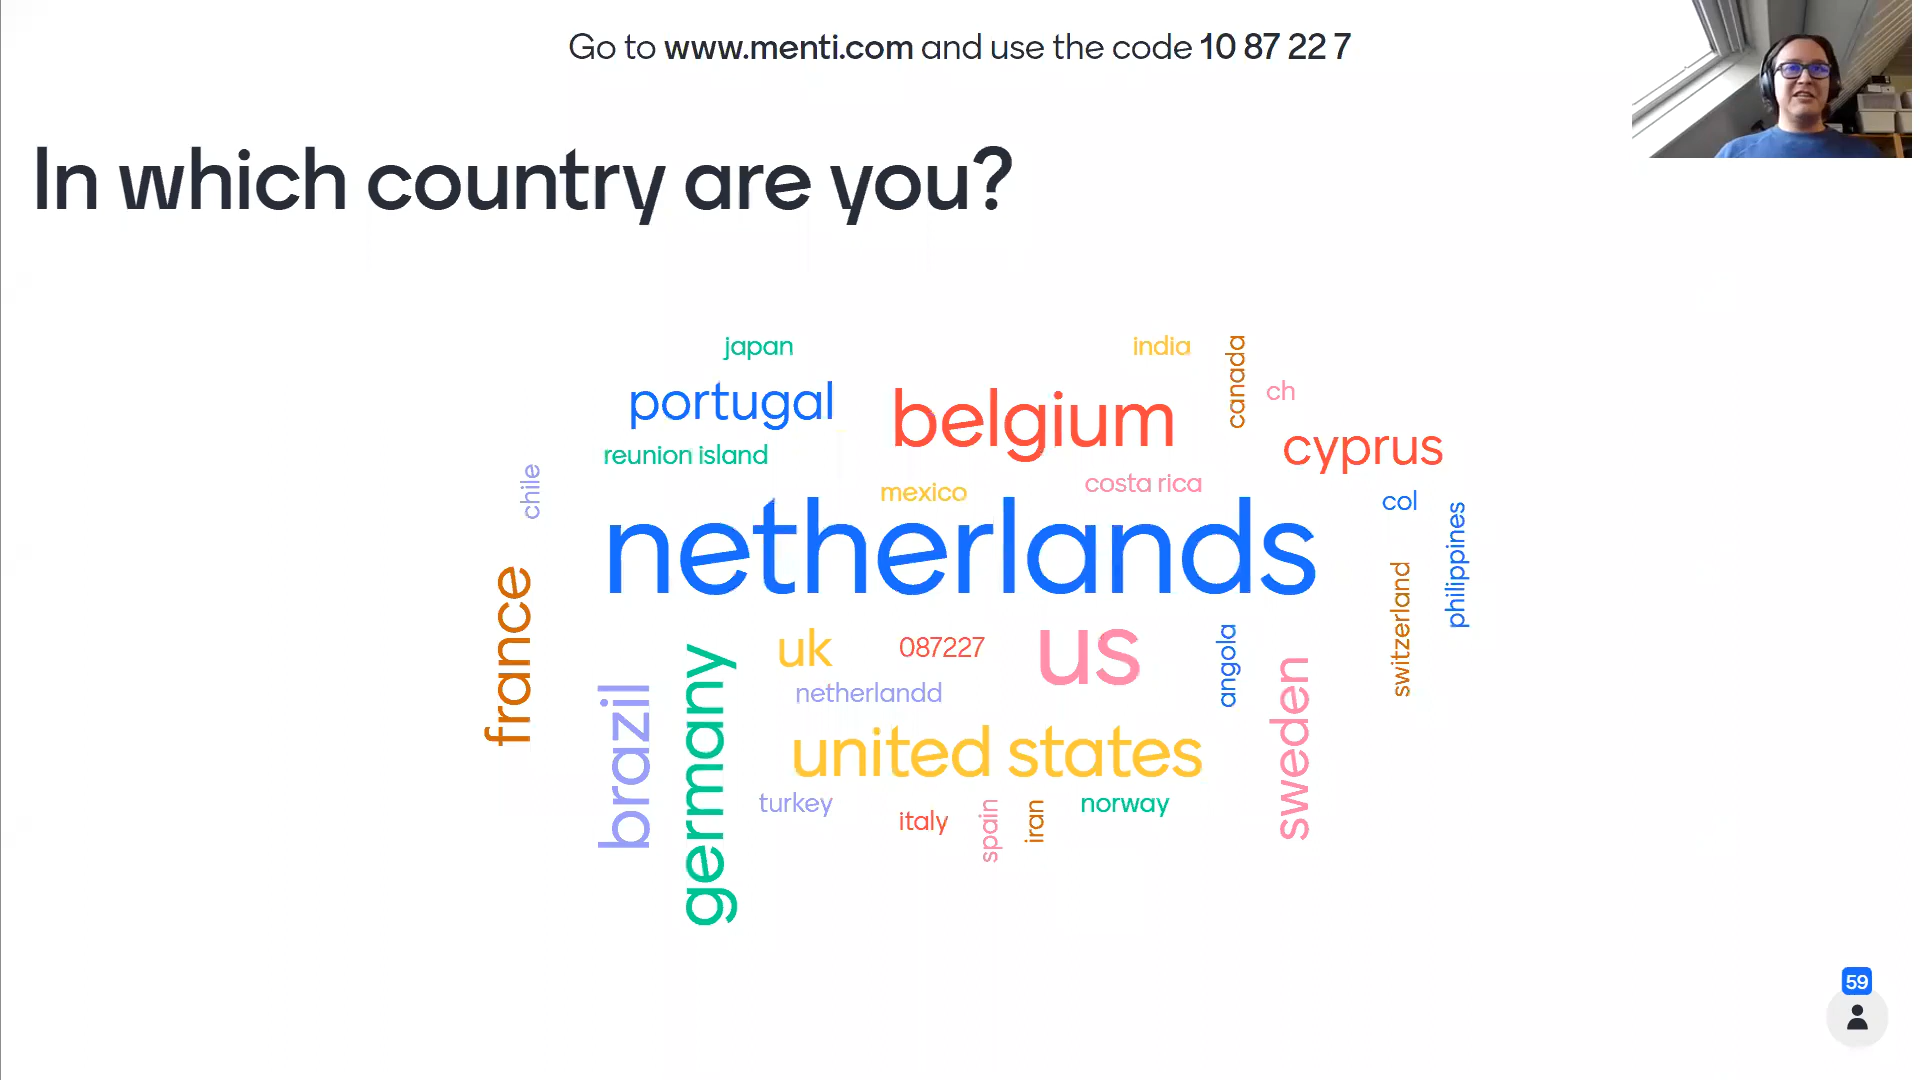 Go to www.menti.com and use the code 10 87 22 7
In which country are you?
japan
india
canada
ch
portugal
belgium
cyprus
reunion island
chile
mexico
costa rica
col
philippines
netherlands
france
switzerland
uk
087227
us
angola
netherlandd
sweden
brazil
germany
united states
turkey
italy
spain
iran
norway
59